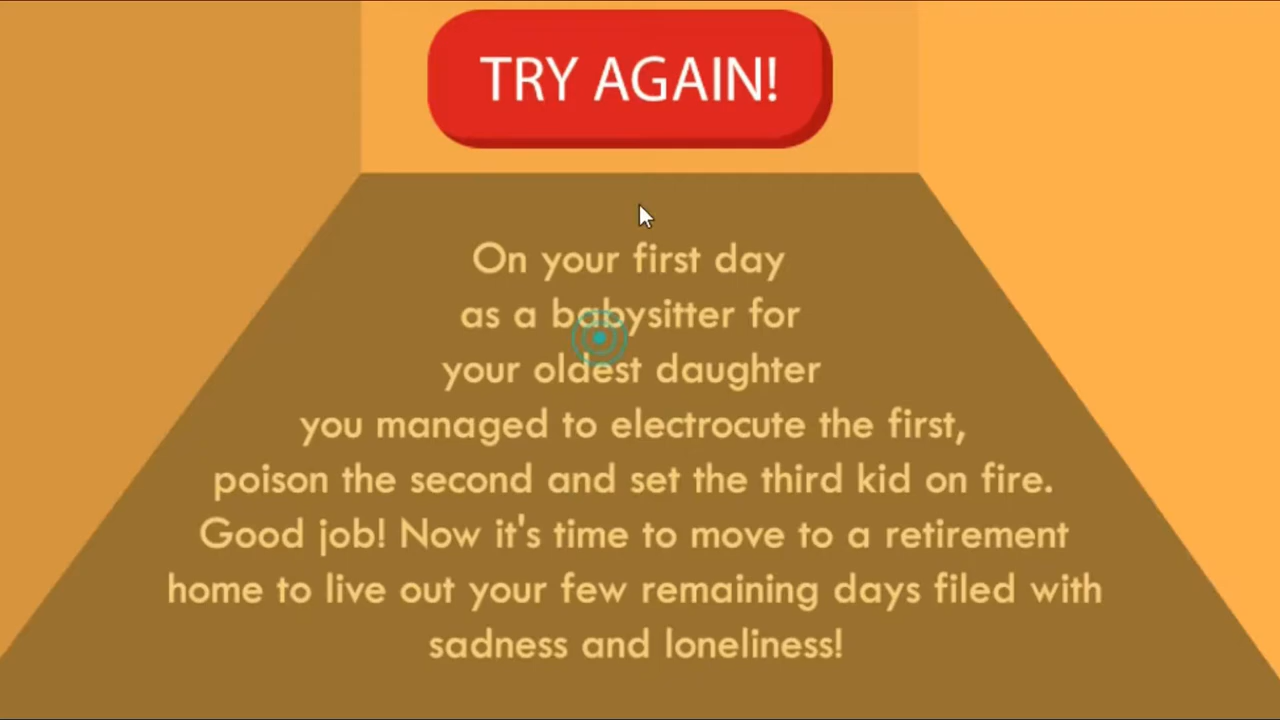 TRY AGAIN!
On your first day
as a babysitter for
your oldest daughter
you managed to electrocute the first,
poison the second and set the third kid on fire.
Good job! Now it's time to move to a retirement
home to live out your few remaining days filed with
sadness and loneliness!